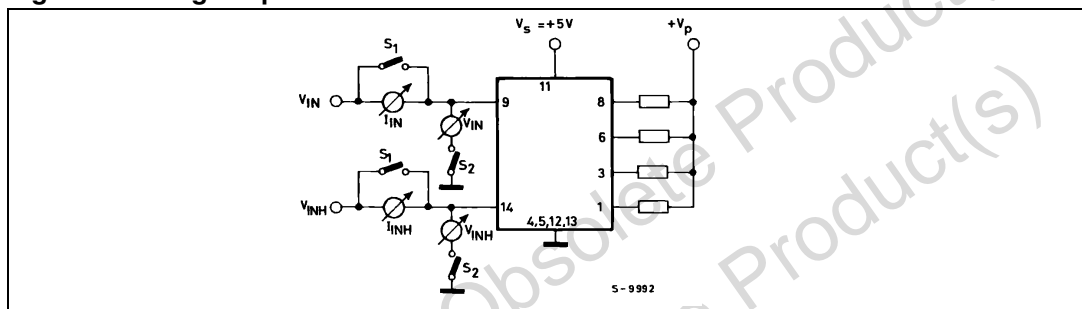 Vs = +5V
+Vp
S1
11
VIN
IIN
9
VIN
S2
8
6
3
1
S1
VINH
IINH
14
VINH
S2
4,5,12,13
S-9992
Obsolete Product(s)